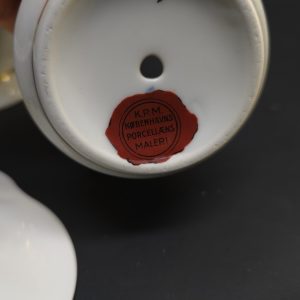 K.P.M.
KØBENHAVNS
PORCELLÆNS
MALERI